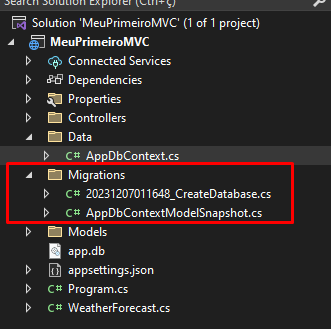 Search Solution Explorer (Ctrl+ç)
Solution 'MeuPrimeiroMVC' (1 of 1 project)
MeuPrimeiroMVC
Connected Services
Dependencies
Properties
Controllers
Data
C# AppDbContext.cs
Migrations
C# 20231207011648_CreateDatabase.cs
C# AppDbContextModelSnapshot.cs
Models
app.db
appsettings.json
C# Program.cs
C# WeatherForecast.cs